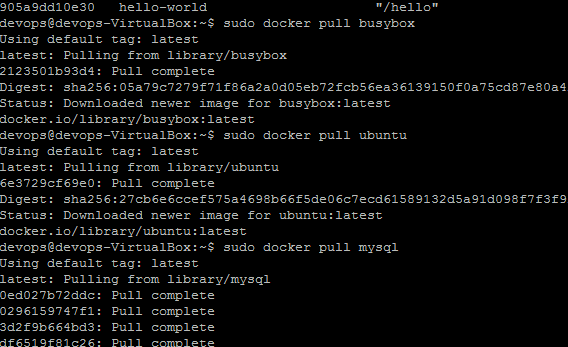 905a9dd10e30   hello-world                      "/hello"
devops@devops-VirtualBox:~$ sudo docker pull busybox
Using default tag: latest
latest: Pulling from library/busybox
2123501b93d4: Pull complete
Digest: sha256:05a79c7279f71f86a2a0d05eb72fcb56ea36139150f0a75cd87e80a4
Status: Downloaded newer image for busybox:latest
docker.io/library/busybox:latest
devops@devops-VirtualBox:~$ sudo docker pull ubuntu
Using default tag: latest
latest: Pulling from library/ubuntu
6e3729cf69e0: Pull complete
Digest: sha256:27cb6e6ccef575a4698b66f5de06c7ecd61589132d5a91d098f7f3f9
Status: Downloaded newer image for ubuntu:latest
docker.io/library/ubuntu:latest
devops@devops-VirtualBox:~$ sudo docker pull mysql
Using default tag: latest
latest: Pulling from library/mysql
0ed027b72ddc: Pull complete
0296159747f1: Pull complete
3d2f9b664bd3: Pull complete
df6519f81c26: Pull complete